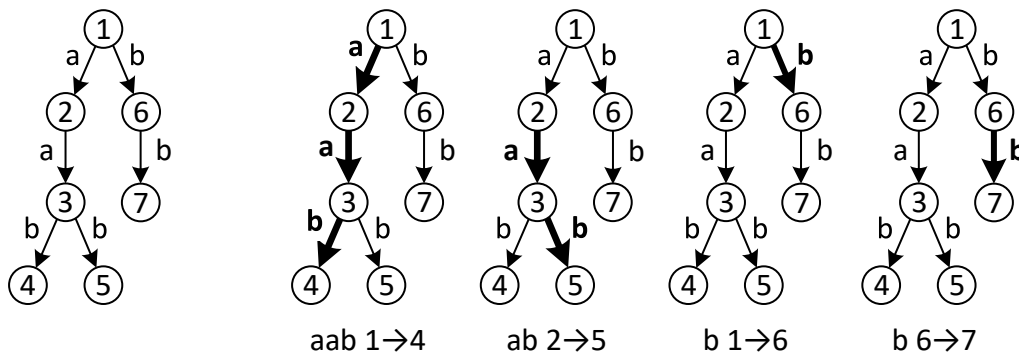 1 1 1 1 1
a b a b a b a b a b
2 6 2 6 2 6 2 6 2 6
a b a b a b a b a b
3 7 3 7 3 7 3 7 3 7
b b b b b b b b b b
4 5 4 5 4 5 4 5 4 5
aab 1→4 ab 2→5 b 1→6 b 6→7